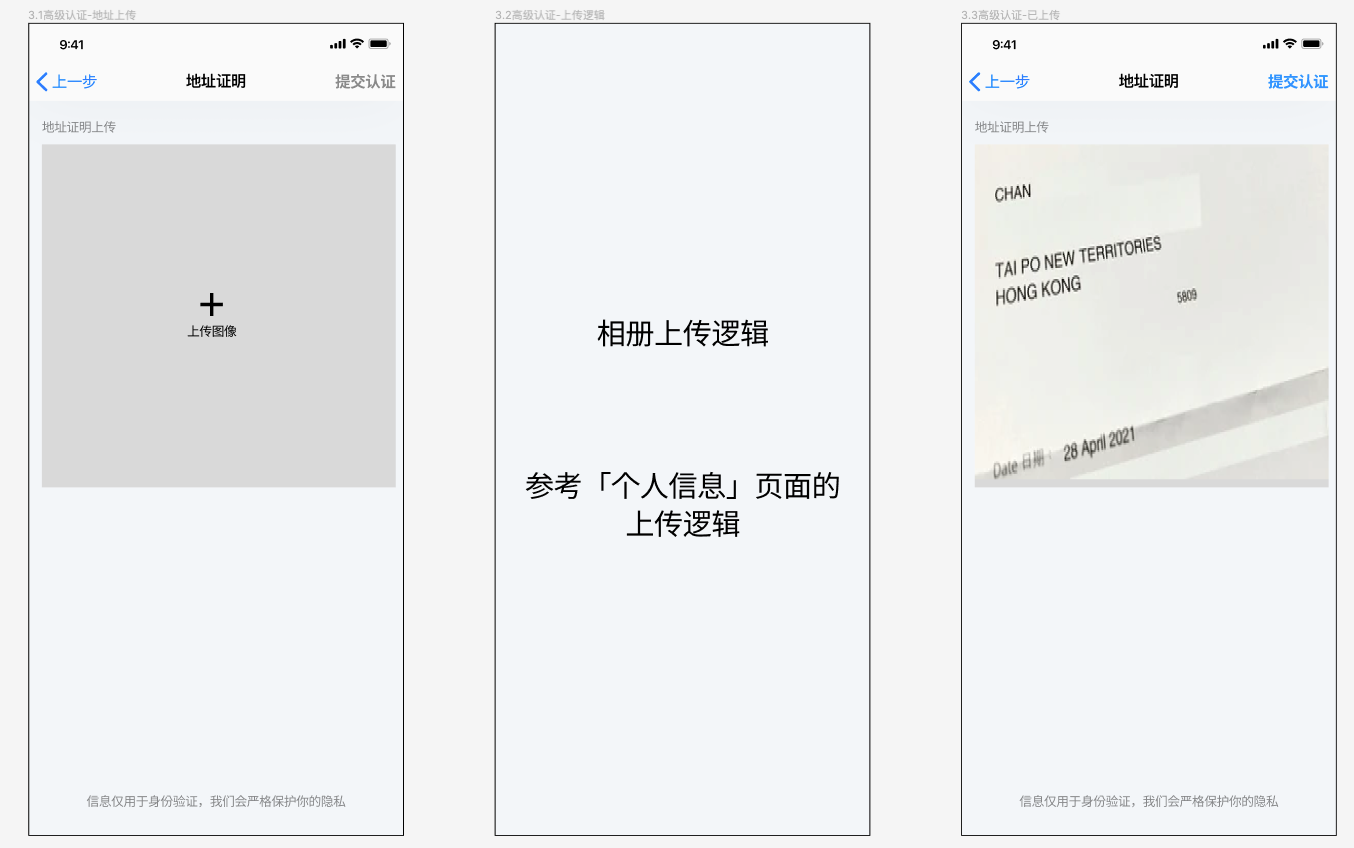 3.1高级认证-地址上传
9:41
上一步
地址证明
提交认证
地址证明上传
上传图像
信息仅用于身份验证，我们会严格保护你的隐私
3.2高级认证-上传逻辑
相册上传逻辑
参考「个人信息」页面的
上传逻辑
3.3高级认证-已上传
9:41
上一步
地址证明
提交认证
地址证明上传
CHAN
TAI PO NEW TERRITORIES
HONG KONG
5809
Date 日期： 28 April 2021
信息仅用于身份验证，我们会严格保护你的隐私